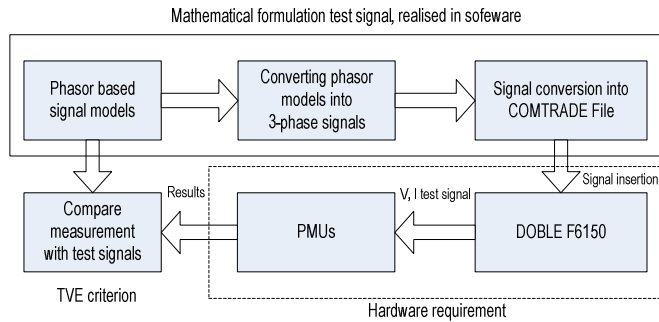 Mathematical formulation test signal, realised in sofeware
Phasor based
signal models
Converting phasor
models into
3-phase signals
Signal conversion into
COMTRADE File
Signal insertion
Compare
measurement
with test signals
Results
PMUs
V, I test signal
DOBLE F6150
TVE criterion
Hardware requirement